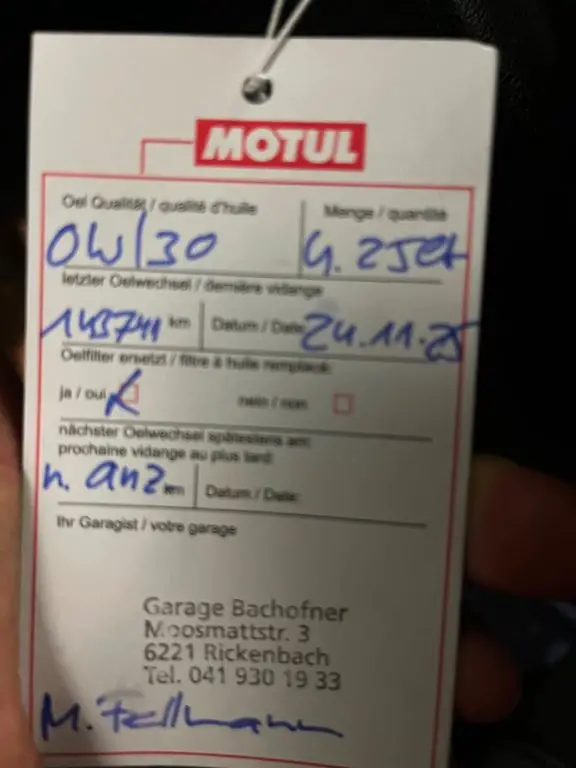 MOTUL
Oel Qualität / qualité d'huile Menge / quantité
0W/30 4.25Lt
letzter Oelwechsel / dernière vidange
143741 km Datum / Date 24.11.25
Oelfilter ersetzt / filtre à huile remplacé:
ja / oui nein / non
nächster Oelwechsel spätestens am:
prochaine vidange au plus tard:
n. anz km Datum / Date:
Ihr Garagist / votre garage
Garage Bachofner
Moosmattstr. 3
6221 Rickenbach
Tel. 041 930 19 33
M. Fellmann